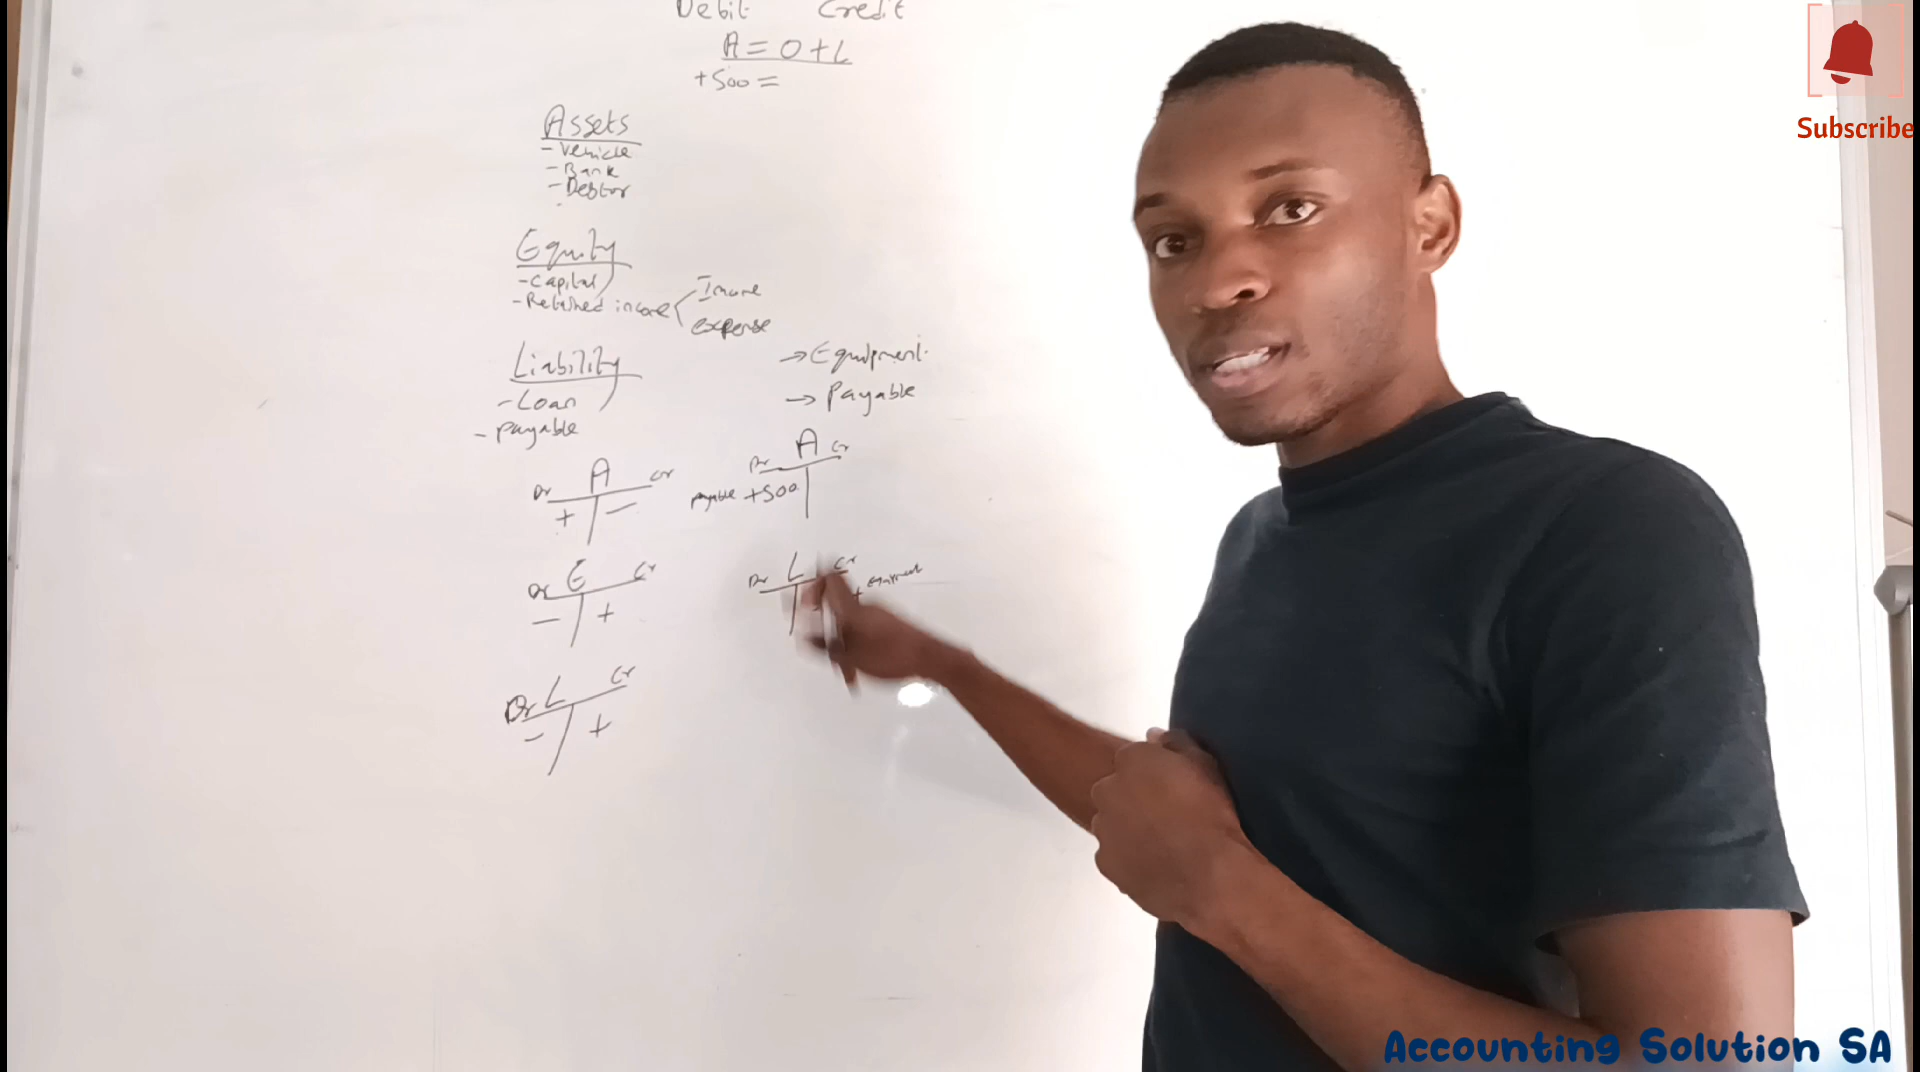 Debit Credit
A = O + L
+500 =
Assets
- Vehicle
- Bank
- Debtor
Equity
- Capital
- Retained income
Income
expense
Liability
- Loan
- Payable
→ Equipment
→ Payable
A
Dr Cr
+ -
E
Dr Cr
- +
L
Dr Cr
- +
A
Dr Cr
payable +500
L
Dr Cr
+ Equipment
Subscribe
Accounting Solution SA